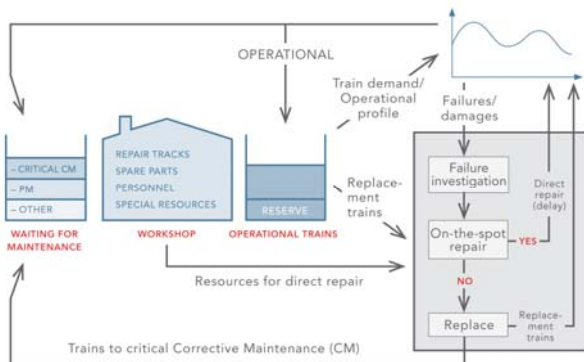 OPERATIONAL
Train demand/
Operational
profile
Failures/
damages
– CRITICAL CM
– PM
– OTHER
WAITING FOR
MAINTENANCE
REPAIR TRACKS
SPARE PARTS
PERSONNEL
SPECIAL RESOURCES
WORKSHOP
RESERVE
OPERATIONAL TRAINS
Replace-
ment
trains
Failure
investigation
Direct
repair
(delay)
On-the-spot
repair
YES
NO
Resources for direct repair
Replace
Replace-
ment
trains
Trains to critical Corrective Maintenance (CM)